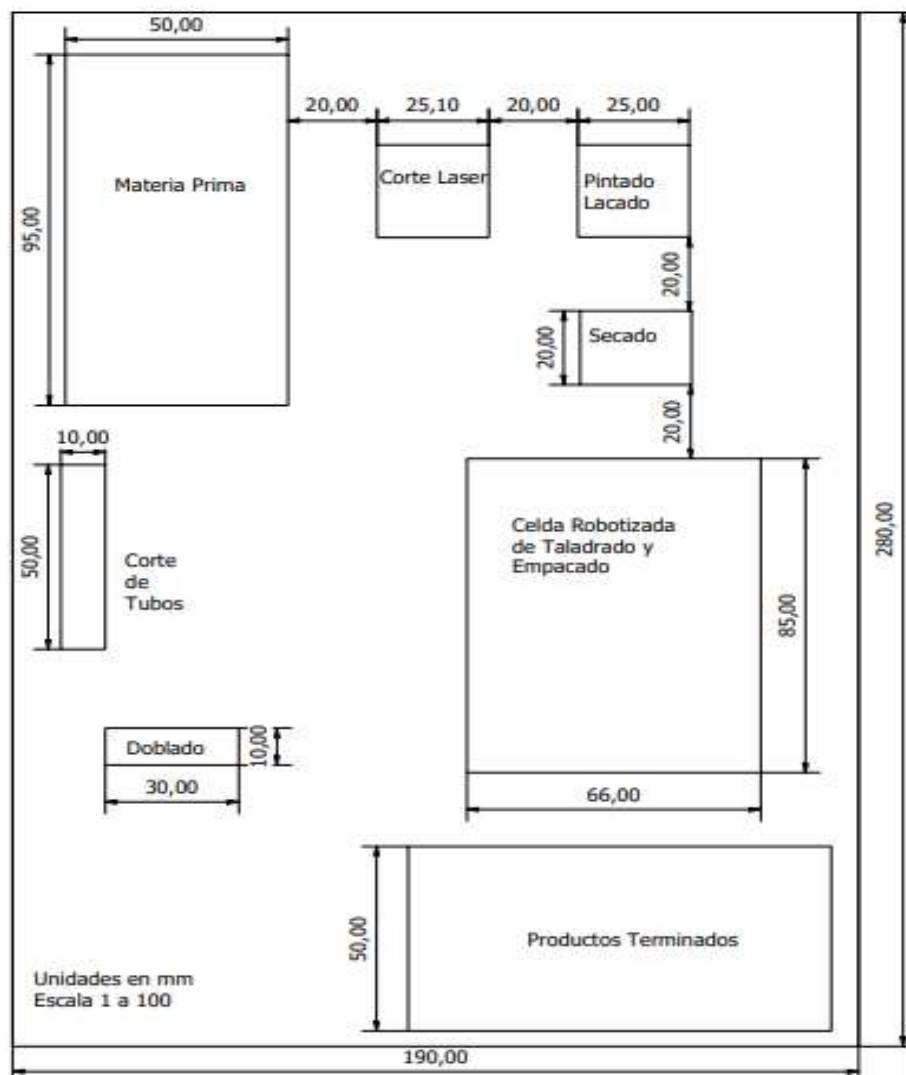 50,00
20,00
25,10
20,00
25,00
95,00
Materia Prima
Corte Laser
Pintado
Lacado
20,00
20,00
Secado
20,00
10,00
50,00
Corte
de
Tubos
Celda Robotizada
de Taladrado y
Empacado
85,00
280,00
Doblado
10,00
30,00
66,00
50,00
Productos Terminados
Unidades en mm
Escala 1 a 100
190,00